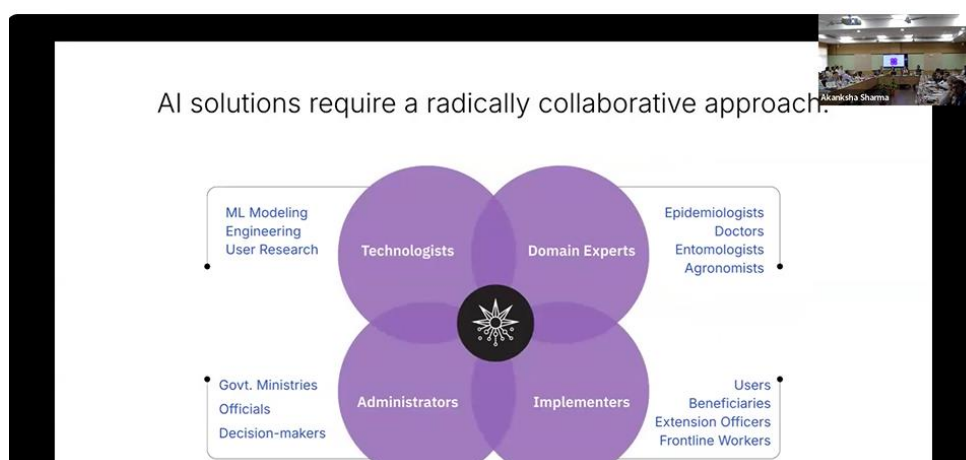 Akanksha Sharma
AI solutions require a radically collaborative approach.
ML Modeling
Engineering
User Research
Technologists
Domain Experts
Epidemiologists
Doctors
Entomologists
Agronomists
Govt. Ministries
Officials
Decision-makers
Administrators
Implementers
Users
Beneficiaries
Extension Officers
Frontline Workers